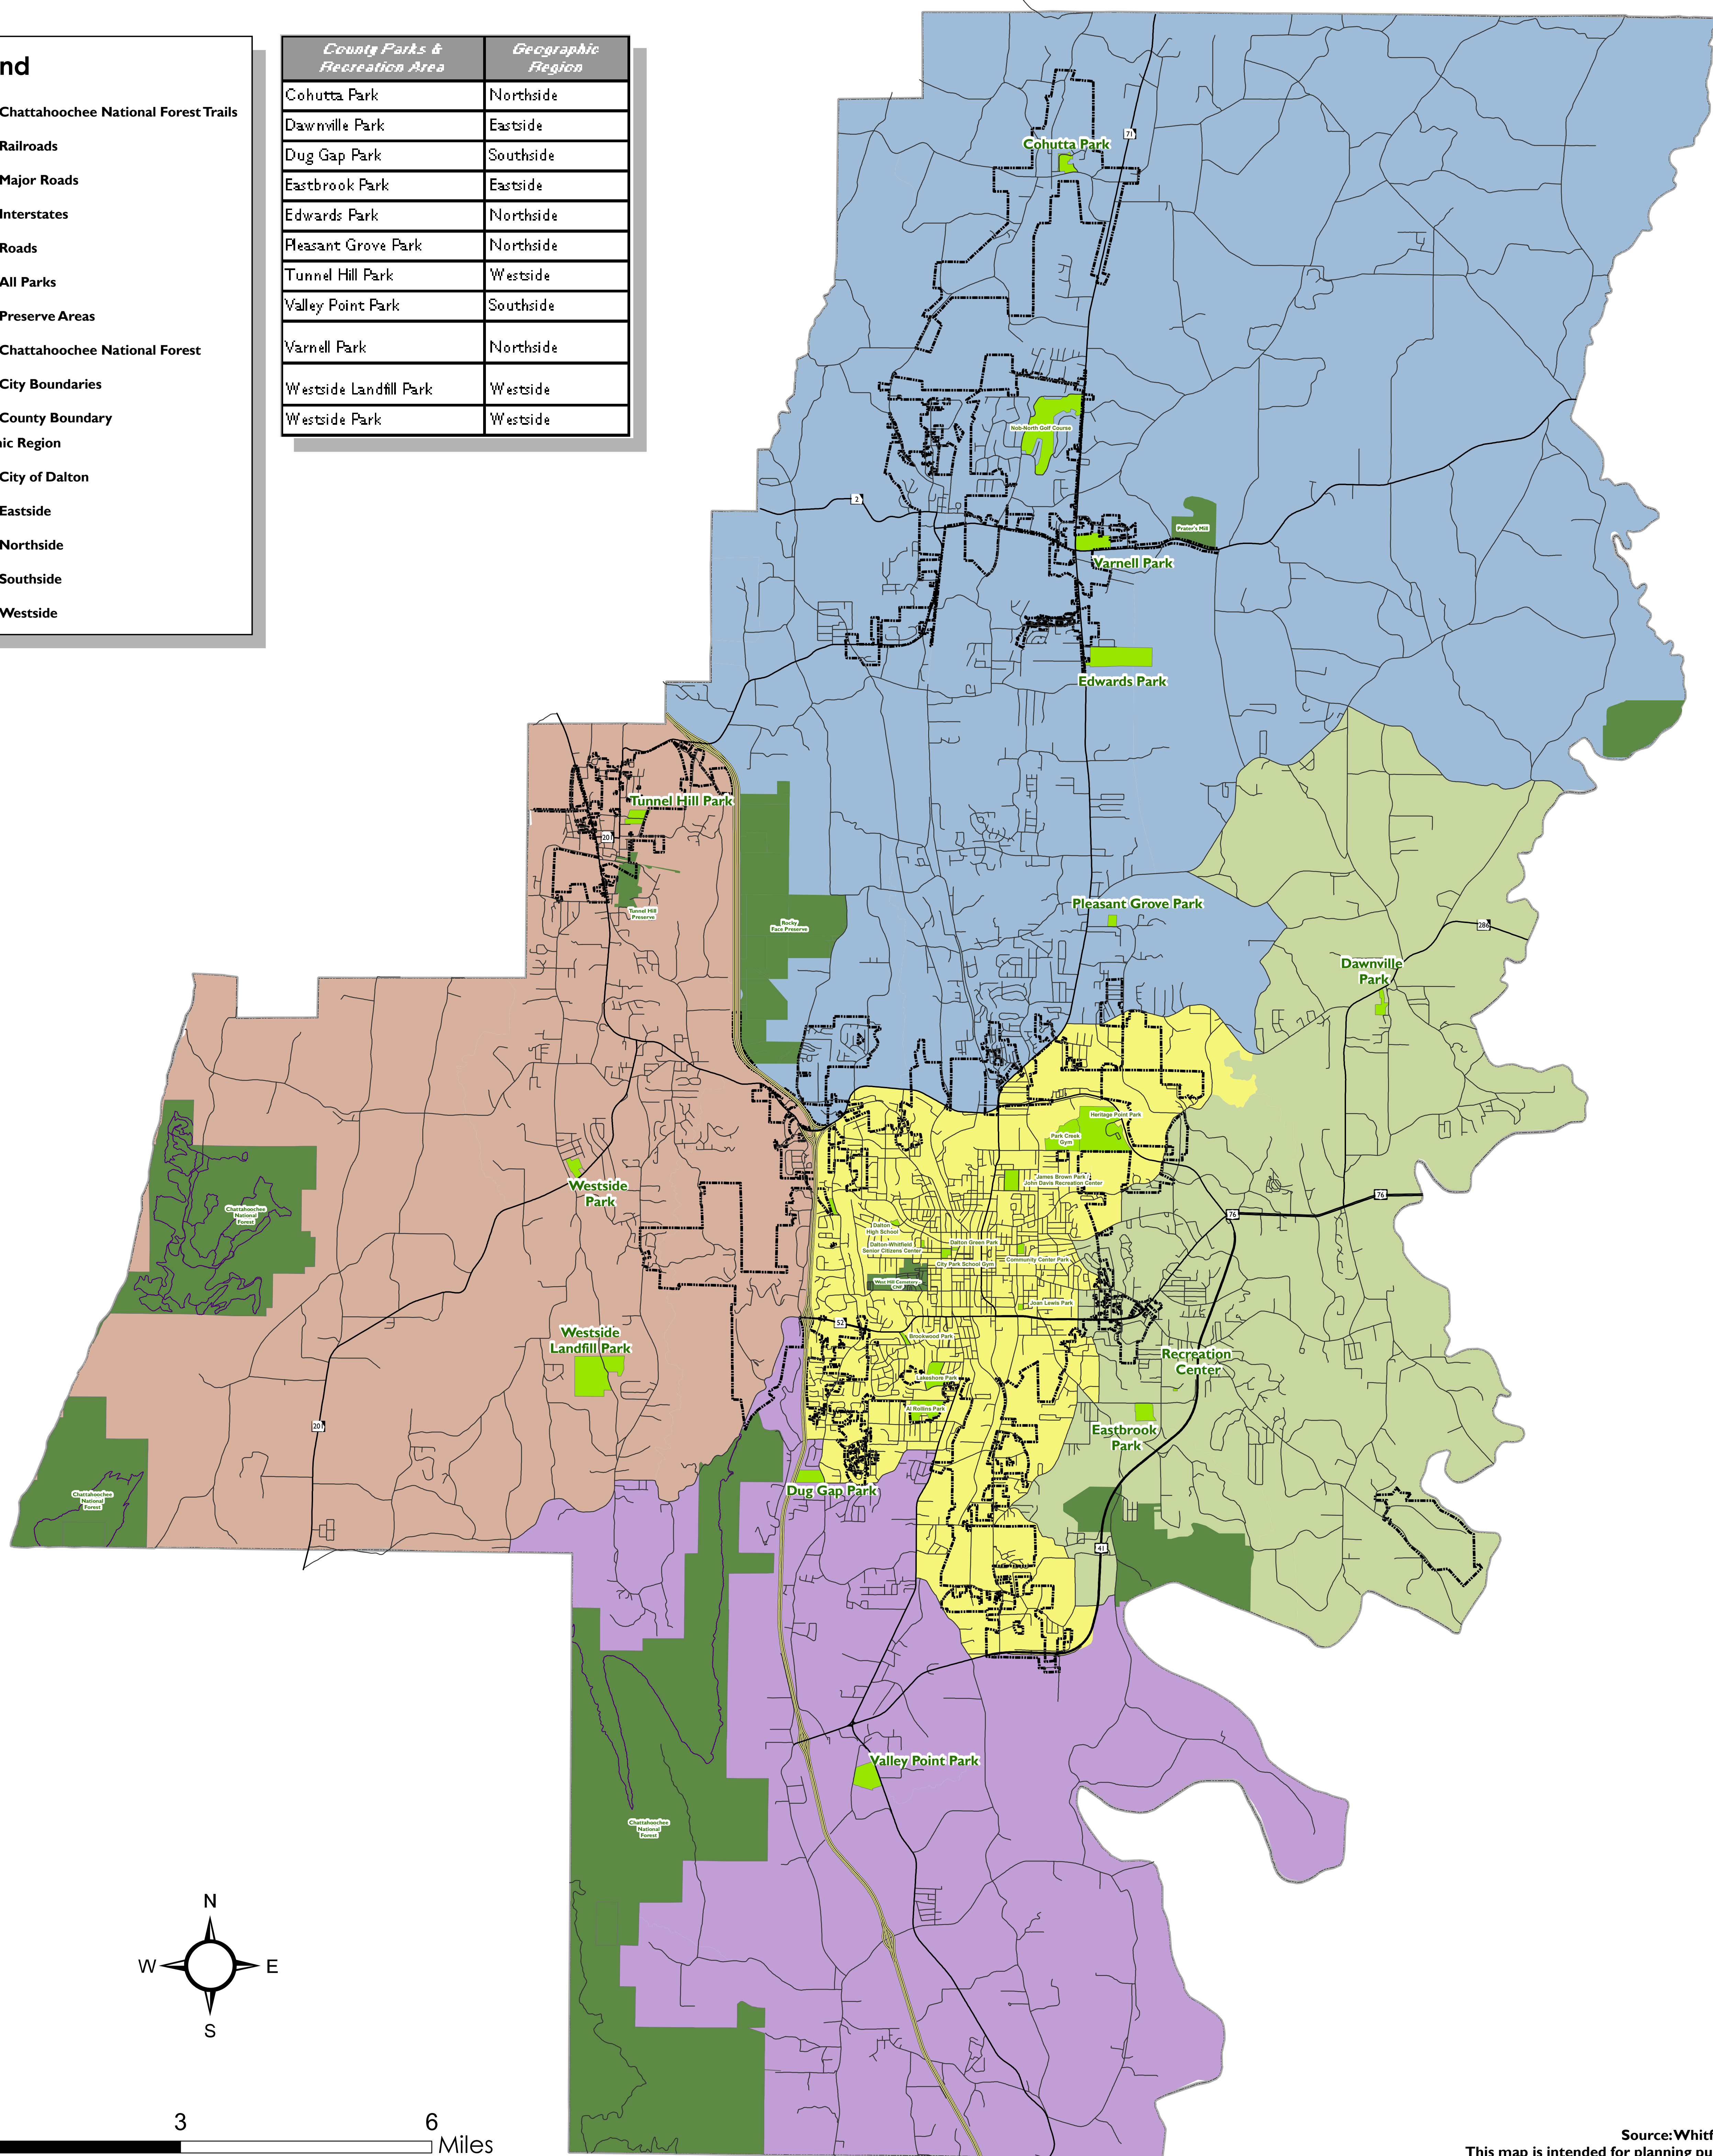 nd
Chattahoochee National Forest Trails
Railroads
Major Roads
Interstates
Roads
All Parks
Preserve Areas
Chattahoochee National Forest
City Boundaries
County Boundary
ic Region
City of Dalton
Eastside
Northside
Southside
Westside
County Parks & Recreation Area Geographic Region
Cohutta Park Northside
Dawnville Park Eastside
Dug Gap Park Southside
Eastbrook Park Eastside
Edwards Park Northside
Pleasant Grove Park Northside
Tunnel Hill Park Westside
Valley Point Park Southside
Varnell Park Northside
Westside Landfill Park Westside
Westside Park Westside
71
Cohutta Park
Nob-North Golf Course
2
Prater's Mill
Varnell Park
Edwards Park
Tunnel Hill Park
201
Tunnel Hill
Preserve
Rocky
Face Preserve
Pleasant Grove Park
286
Dawnville
Park
Heritage Point Park
Park Creek
Gym
James Brown Park /
John Davis Recreation Center
Westside
Park
76
76
Chattahoochee
National
Forest
Dalton
High School
Dalton-Whitfield
Senior Citizens Center
Dalton Green Park
City Park School Gym
Community Center Park
West Hill Cemetery
CNF
Joan Lewis Park
52
Brookwood Park
Westside
Landfill Park
Recreation
Center
Lakeshore Park
Al Rollins Park
201
Eastbrook
Park
Dug Gap Park
Chattahoochee
National
Forest
41
Valley Point Park
Chattahoochee
National
Forest
N
W E
S
3 6
Miles
Source: Whitf
This map is intended for planning pu